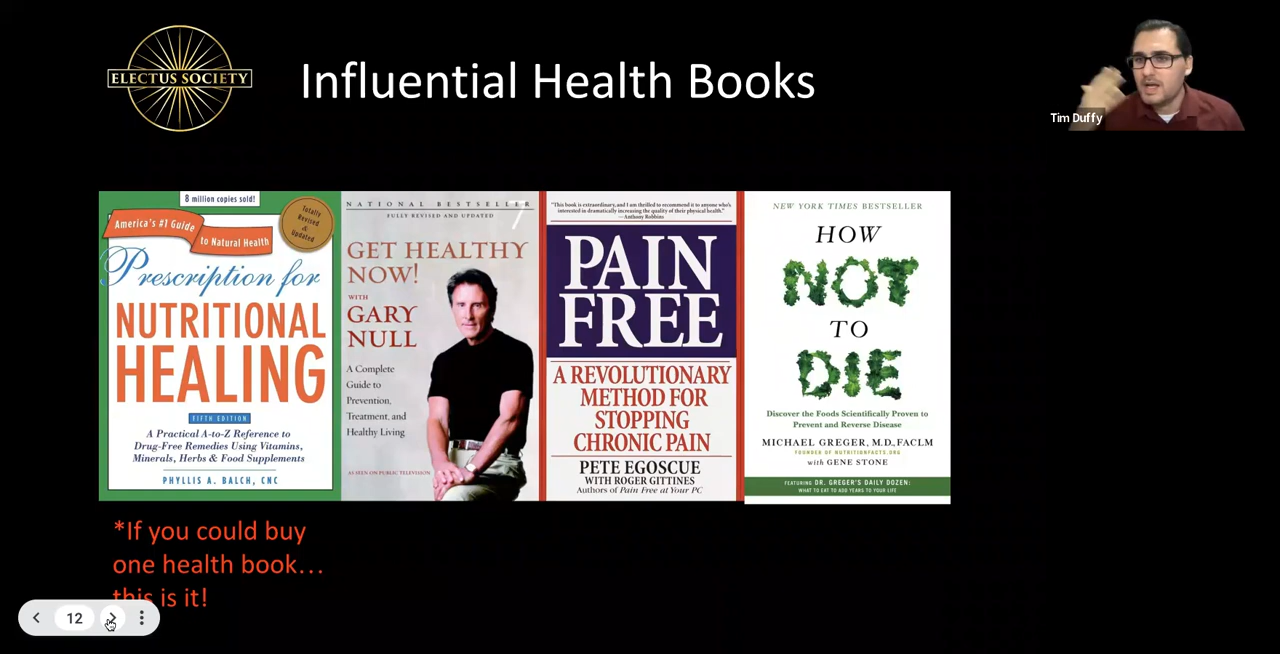 ELECTUS SOCIETY
Influential Health Books
Tim Duffy
8 million copies sold!
America's #1 Guide
to Natural Health
Totally
Revised &
Updated
Prescription for
NUTRITIONAL
HEALING
FIFTH EDITION
A Practical A-to-Z Reference to
Drug-Free Remedies Using Vitamins,
Minerals, Herbs & Food Supplements
PHYLLIS A. BALCH, CNC
NATIONAL BESTSELLER
FULLY REVISED AND UPDATED
GET HEALTHY
NOW!
WITH
GARY
NULL
A Complete
Guide to
Prevention,
Treatment, and
Healthy Living
AS SEEN ON PUBLIC TELEVISION
"This book is extraordinary, and I am thrilled to recommend it to anyone who's
interested in dramatically increasing the quality of their physical health."
—Anthony Robbins
PAIN
FREE
A REVOLUTIONARY
METHOD FOR
STOPPING
CHRONIC PAIN
PETE EGOSCUE
WITH ROGER GITTINES
Authors of Pain Free at Your PC
NEW YORK TIMES BESTSELLER
HOW
NOT
TO
DIE
Discover the Foods Scientifically Proven to
Prevent and Reverse Disease
MICHAEL GREGER, M.D., FACLM
FOUNDER OF NUTRITIONFACTS.ORG
with GENE STONE
FEATURING DR. GREGER'S DAILY DOZEN:
WHAT TO EAT TO ADD YEARS TO YOUR LIFE
*If you could buy
one health book...
this is it!
12